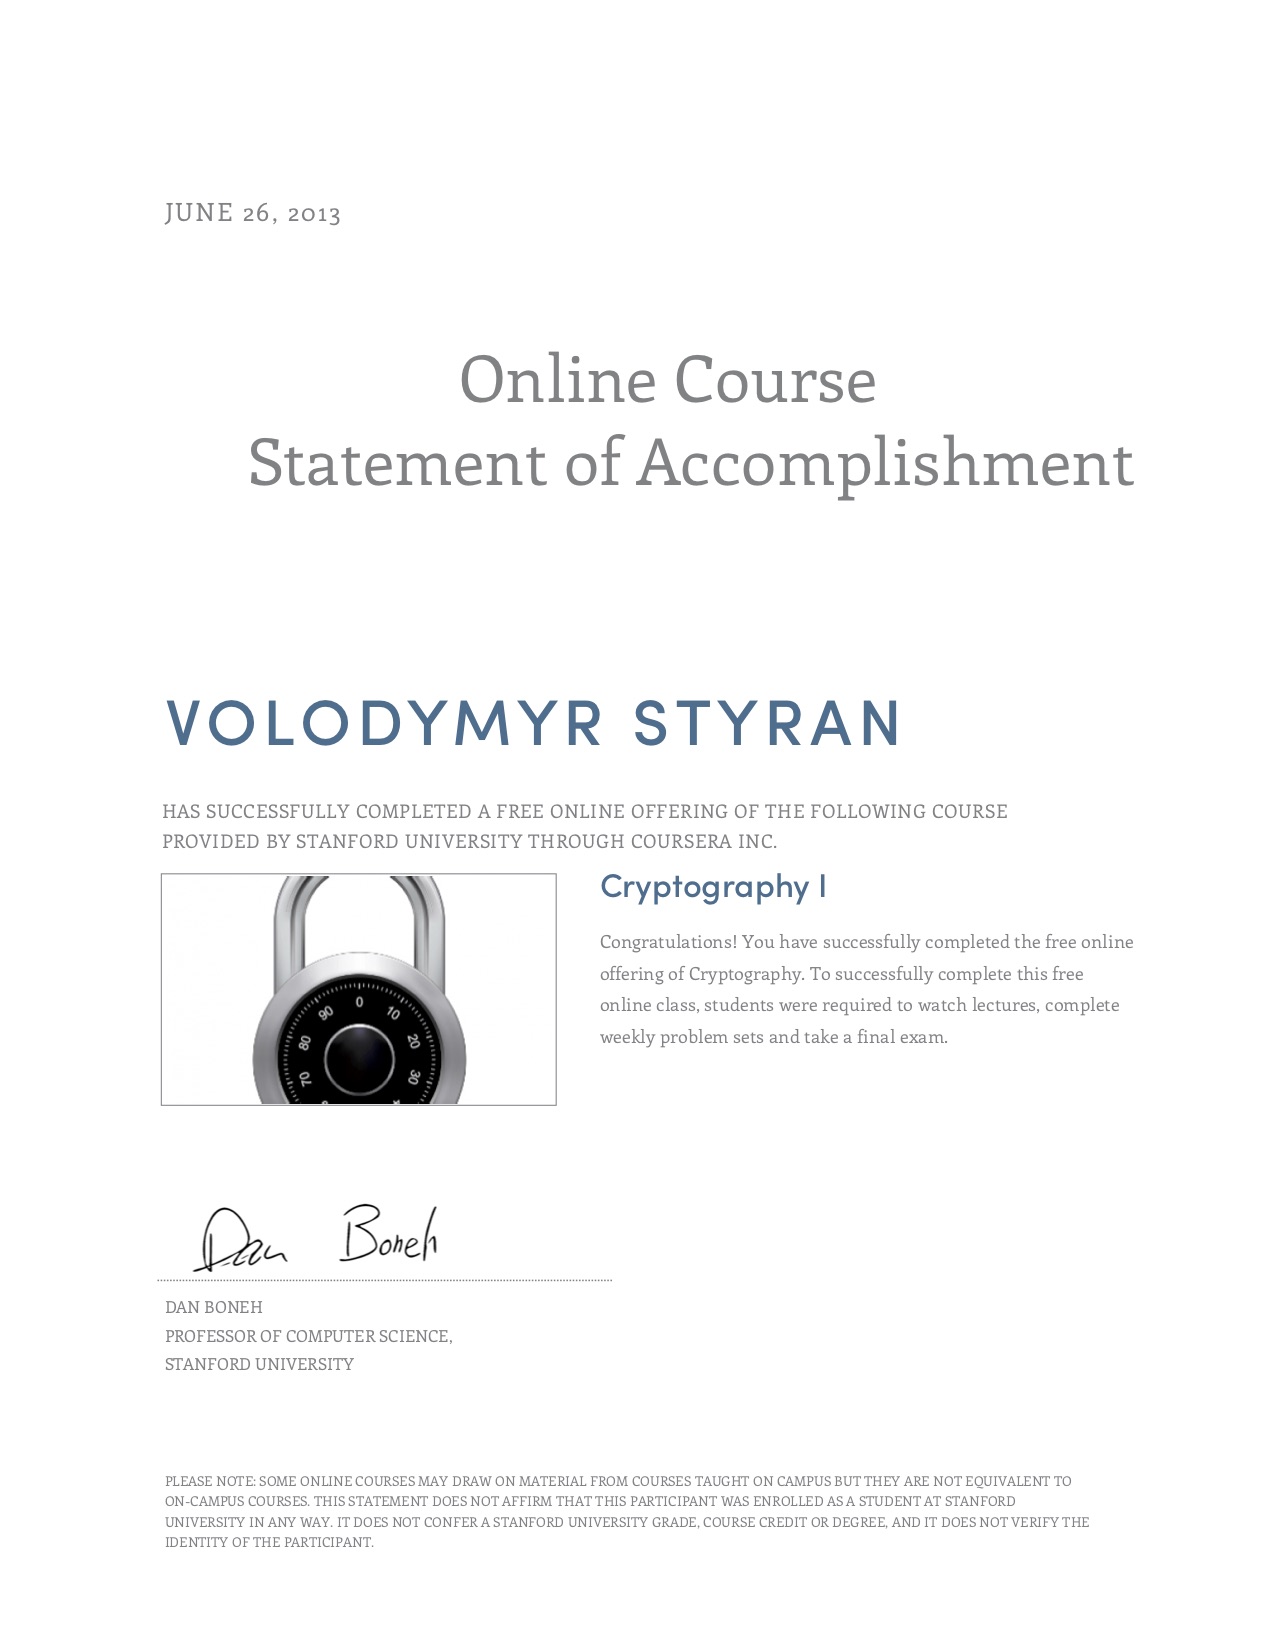 JUNE 26, 2013
Online Course
Statement of Accomplishment
VOLODYMYR STYRAN
HAS SUCCESSFULLY COMPLETED A FREE ONLINE OFFERING OF THE FOLLOWING COURSE
PROVIDED BY STANFORD UNIVERSITY THROUGH COURSERA INC.
0
90
10
80
20
70
30
Cryptography I
Congratulations! You have successfully completed the free online
offering of Cryptography. To successfully complete this free
online class, students were required to watch lectures, complete
weekly problem sets and take a final exam.
Dan Boneh
DAN BONEH
PROFESSOR OF COMPUTER SCIENCE,
STANFORD UNIVERSITY
PLEASE NOTE: SOME ONLINE COURSES MAY DRAW ON MATERIAL FROM COURSES TAUGHT ON CAMPUS BUT THEY ARE NOT EQUIVALENT TO
ON-CAMPUS COURSES. THIS STATEMENT DOES NOT AFFIRM THAT THIS PARTICIPANT WAS ENROLLED AS A STUDENT AT STANFORD
UNIVERSITY IN ANY WAY. IT DOES NOT CONFER A STANFORD UNIVERSITY GRADE, COURSE CREDIT OR DEGREE, AND IT DOES NOT VERIFY THE
IDENTITY OF THE PARTICIPANT.